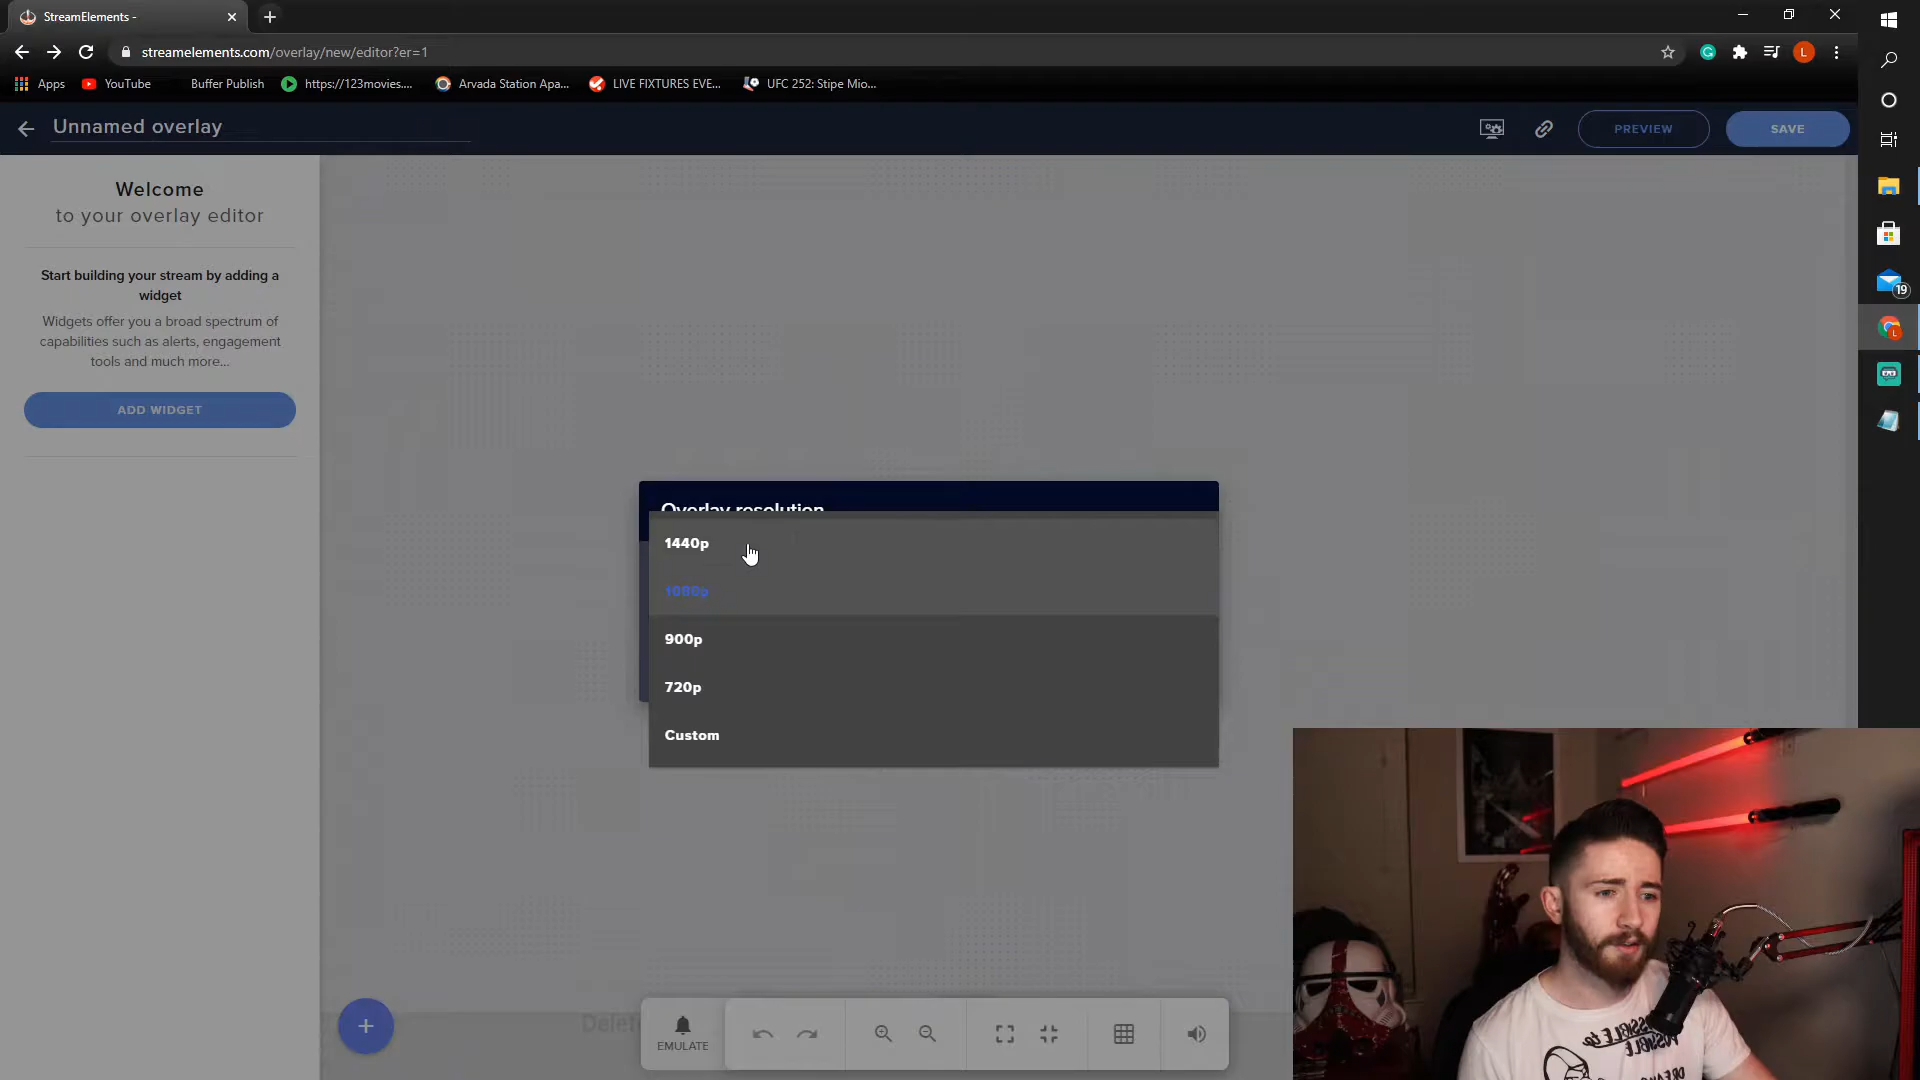 StreamElements -
streamelements.com/overlay/new/editor?er=1
L
Apps
YouTube
Buffer Publish
https://123movies....
Arvada Station Apa...
LIVE FIXTURES EVE...
UFC 252: Stipe Mio...
Unnamed overlay
PREVIEW
SAVE
Welcome
to your overlay editor
Start building your stream by adding a
widget
Widgets offer you a broad spectrum of
capabilities such as alerts, engagement
tools and much more...
ADD WIDGET
Overlay resolution
1440p
1080p
900p
720p
Custom
EMULATE
19
L